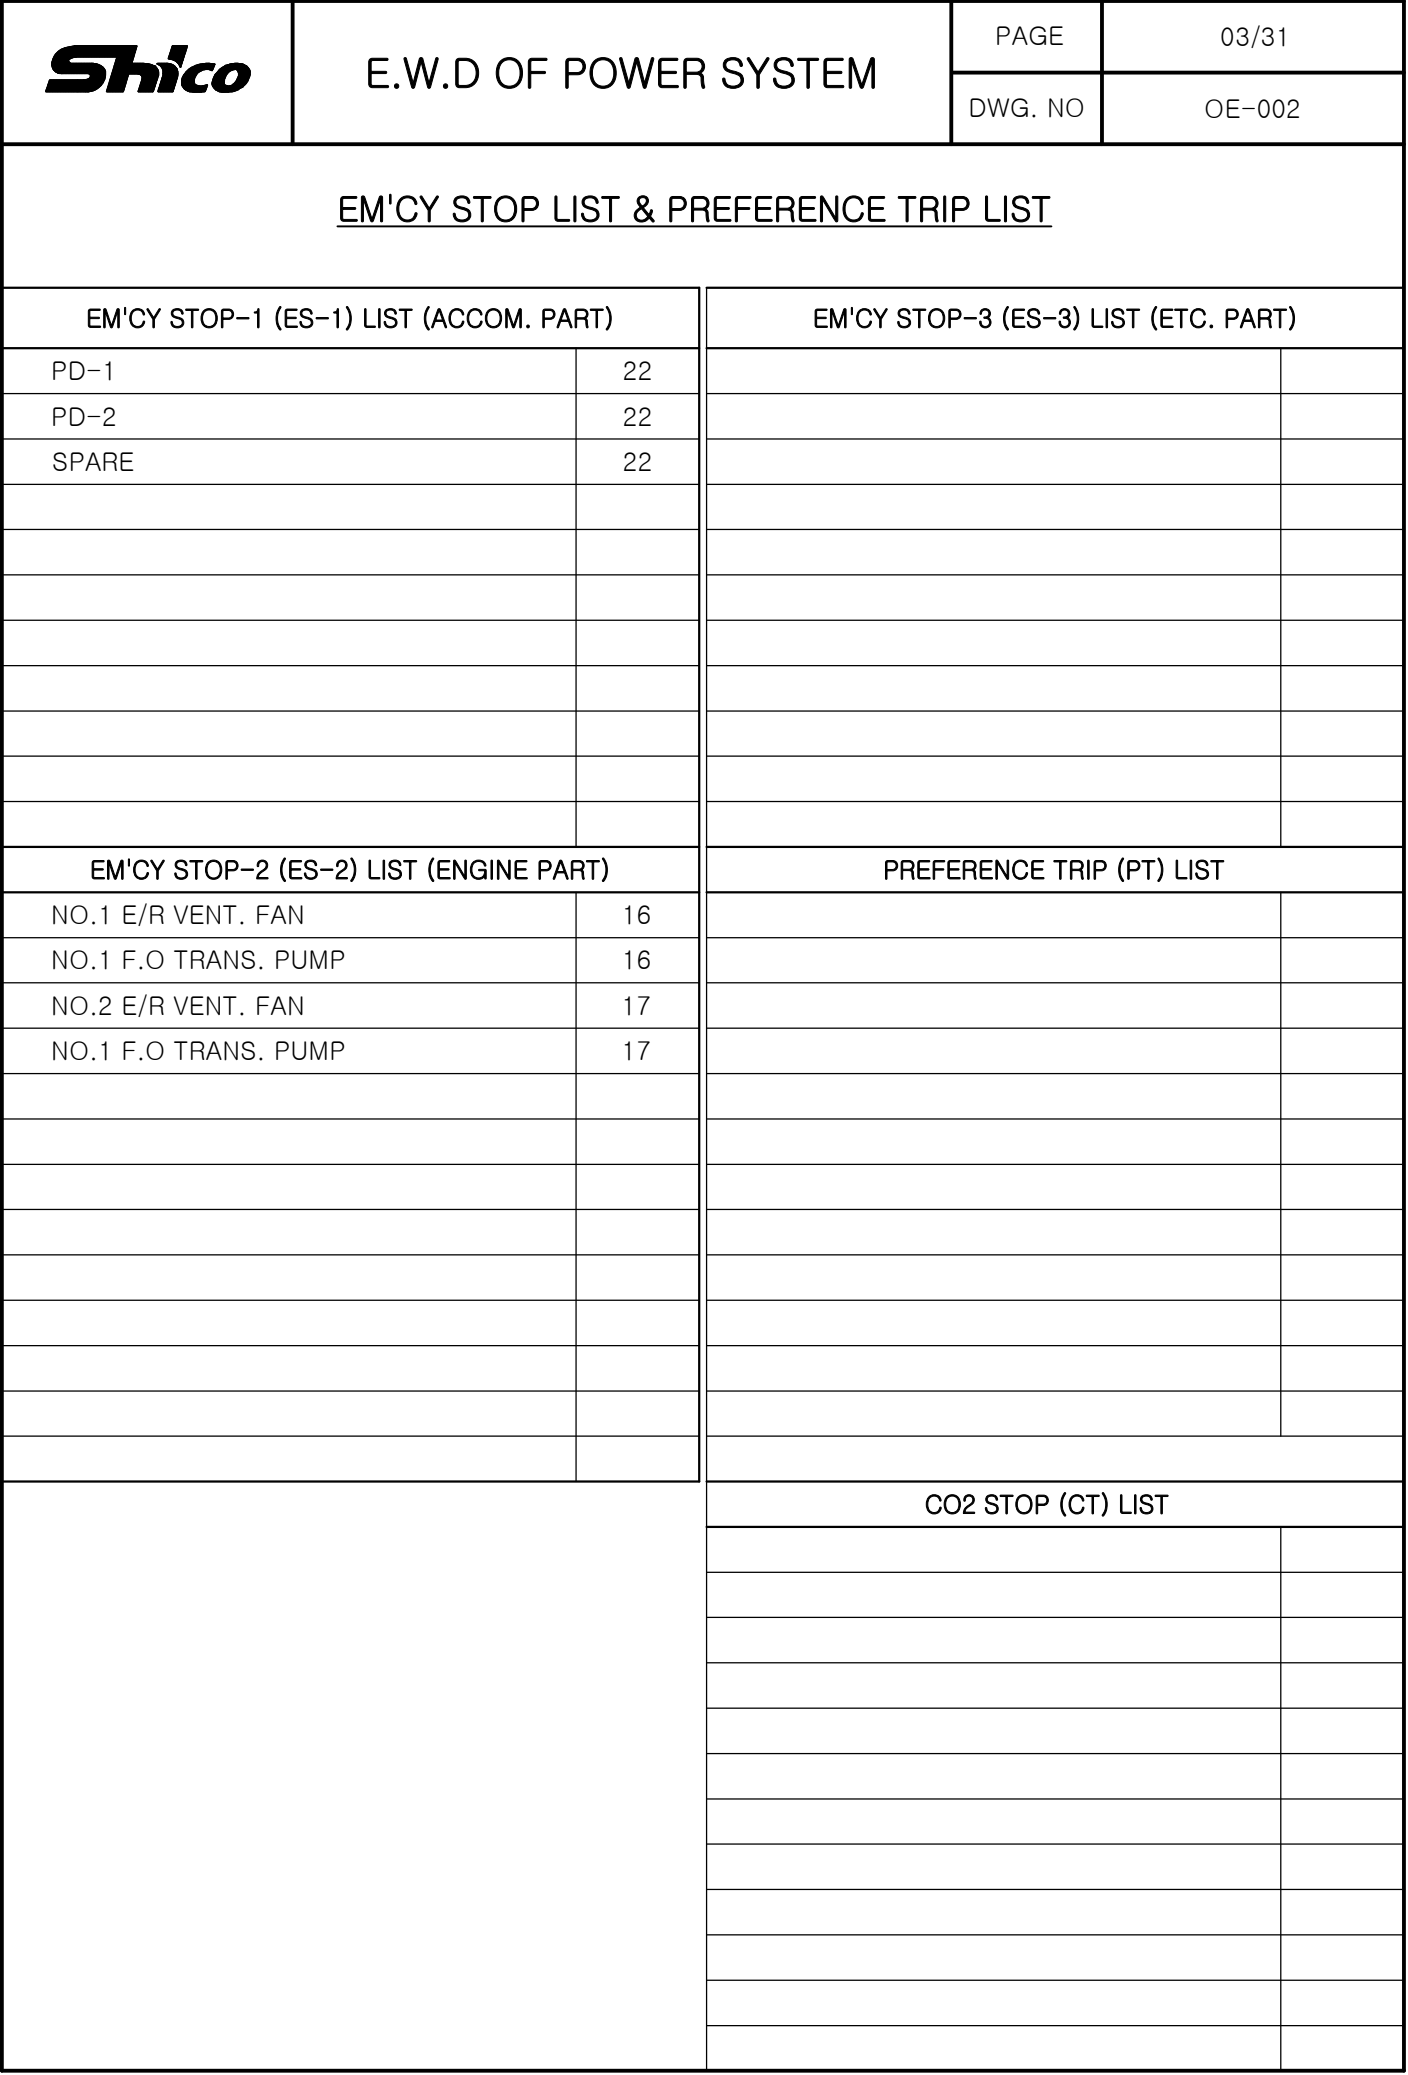 Shico
E.W.D OF POWER SYSTEM
PAGE 03/31
DWG. NO OE-002
EM'CY STOP LIST & PREFERENCE TRIP LIST
EM'CY STOP-1 (ES-1) LIST (ACCOM. PART)
PD-1 22
PD-2 22
SPARE 22
EM'CY STOP-2 (ES-2) LIST (ENGINE PART)
NO.1 E/R VENT. FAN 16
NO.1 F.O TRANS. PUMP 16
NO.2 E/R VENT. FAN 17
NO.1 F.O TRANS. PUMP 17
EM'CY STOP-3 (ES-3) LIST (ETC. PART)
PREFERENCE TRIP (PT) LIST
CO2 STOP (CT) LIST